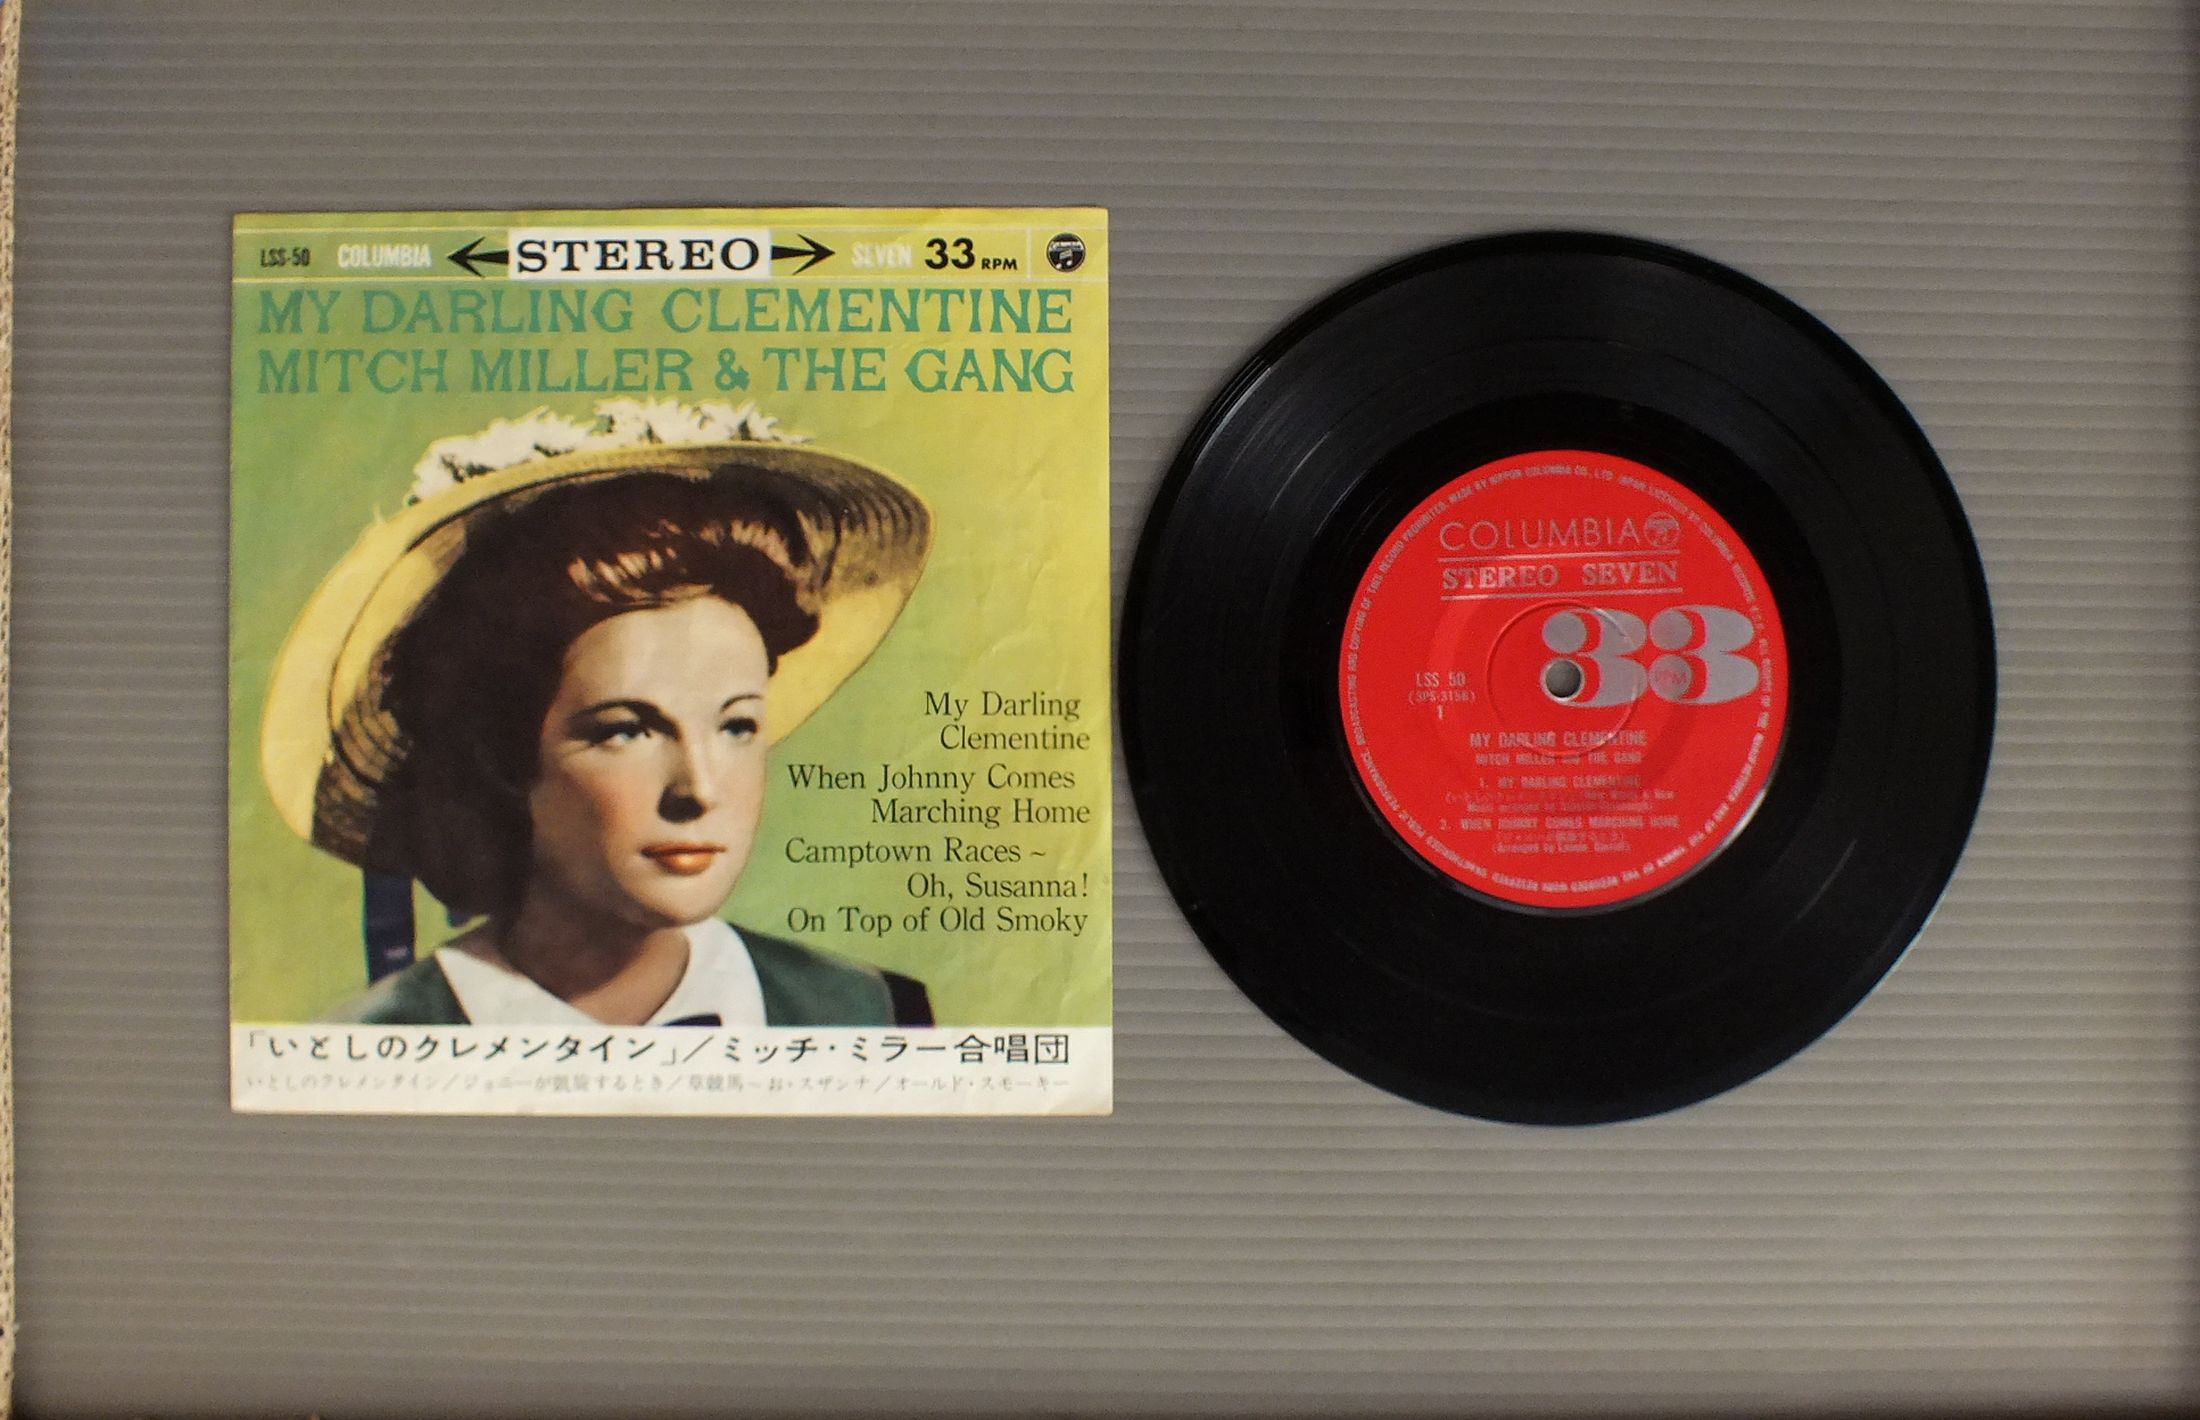 LSS-50 COLUMBIA STEREO SEVEN 33 RPM
MY DARLING CLEMENTINE
MITCH MILLER & THE GANG
My Darling
Clementine
When Johnny Comes
Marching Home
Camptown Races ~
Oh, Susanna!
On Top of Old Smoky
「いとしのクレメンタイン」／ミッチ・ミラー合唱団
いとしのクレメンタイン／ジョニーが凱旋するとき／草競馬～お・スザンナ／オールド・スモーキー
COLUMBIA
STEREO SEVEN
33
RPM
LSS 50
(3PS-3156)
1
MY DARLING CLEMENTINE
MITCH MILLER and THE GANG
1. MY DARLING CLEMENTINE
2. WHEN JOHNNY COMES MARCHING HOME